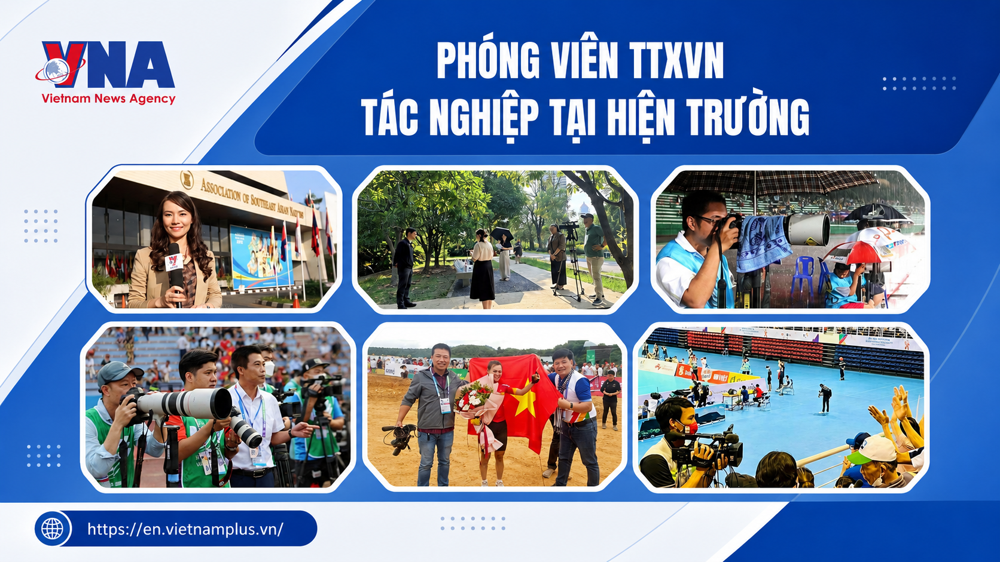 VNA
Vietnam News Agency
PHÓNG VIÊN TTXVN
TÁC NGHIỆP TẠI HIỆN TRƯỜNG
ASSOCIATION OF SOUTHEAST ASIAN NATIONS
https://en.vietnamplus.vn/